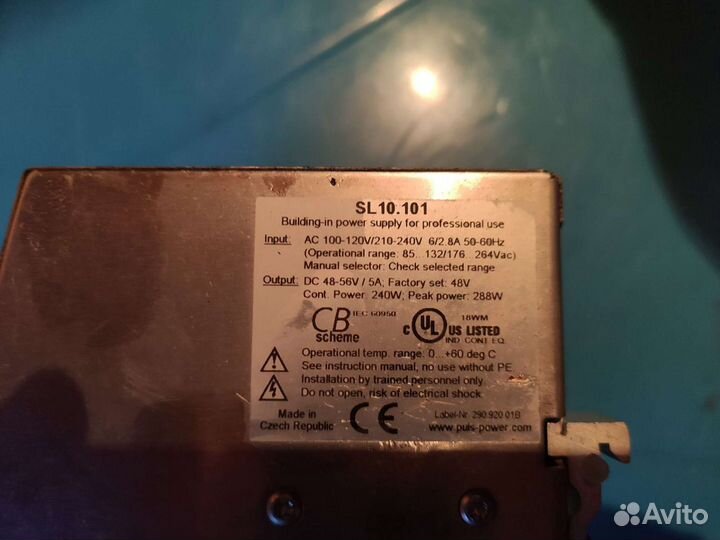 SL10.101
Building-in power supply for professional use
Input: AC 100-120V/210-240V 6/2.8A 50-60Hz
(Operational range: 85...132/176...264Vac)
Manual selector: Check selected range
Output: DC 48-56V / 5A; Factory set: 48V
Cont. Power: 240W; Peak power: 288W
CB scheme IEC 60950
18WM
C UL US LISTED
IND CONT EQ
Operational temp. range: 0...+60 deg C
See instruction manual, no use without PE.
Installation by trained personnel only.
Do not open, risk of electrical shock.
Made in
Czech Republic
CE
Label-Nr. 290.920.01B
www.puls-power.com
Avito